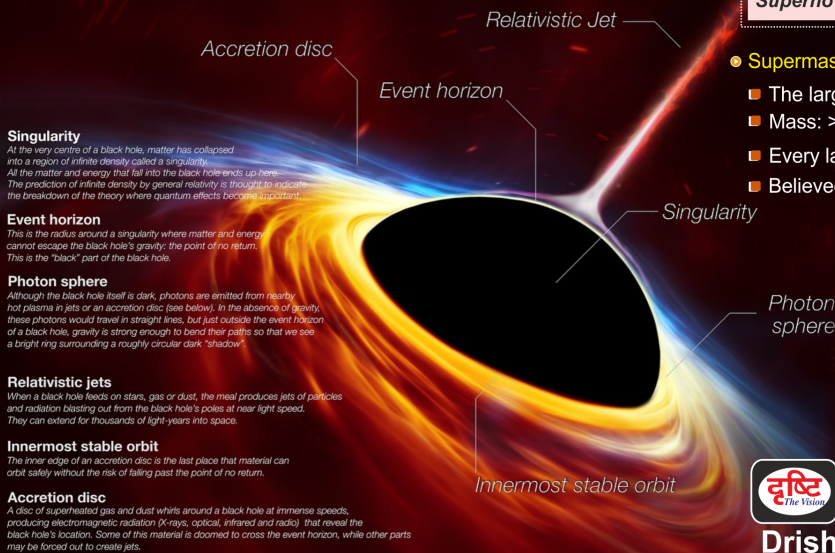 Superno
Relativistic Jet
Accretion disc
Supermas
Event horizon
The larg
Mass: >
Every la
Believe
Singularity
At the very centre of a black hole, matter has collapsed
into a region of infinite density called a singularity.
All the matter and energy that fall into the black hole ends up here.
The prediction of infinite density by general relativity is thought to indicate
the breakdown of the theory where quantum effects become important.
Event horizon
This is the radius around a singularity where matter and energy
cannot escape the black hole's gravity: the point of no return.
This is the "black" part of the black hole.
Singularity
Photon sphere
Although the black hole itself is dark, photons are emitted from nearby
hot plasma in jets or an accretion disc (see below). In the absence of gravity,
these photons would travel in straight lines, but just outside the event horizon
of a black hole, gravity is strong enough to bend their paths so that we see
a bright ring surrounding a roughly circular dark "shadow".
Photon
sphere
Relativistic jets
When a black hole feeds on stars, gas or dust, the meal produces jets of particles
and radiation blasting out from the black hole's poles at near light speed.
They can extend for thousands of light-years into space.
Innermost stable orbit
The inner edge of an accretion disc is the last place that material can
orbit safely without the risk of falling past the point of no return.
Innermost stable orbit
Accretion disc
A disc of superheated gas and dust whirls around a black hole at immense speeds,
producing electromagnetic radiation (X-rays, optical, infrared and radio) that reveal the
black hole's location. Some of this material is doomed to cross the event horizon, while other parts
may be forced out to create jets.
दृष्टि
The Vision
Drish